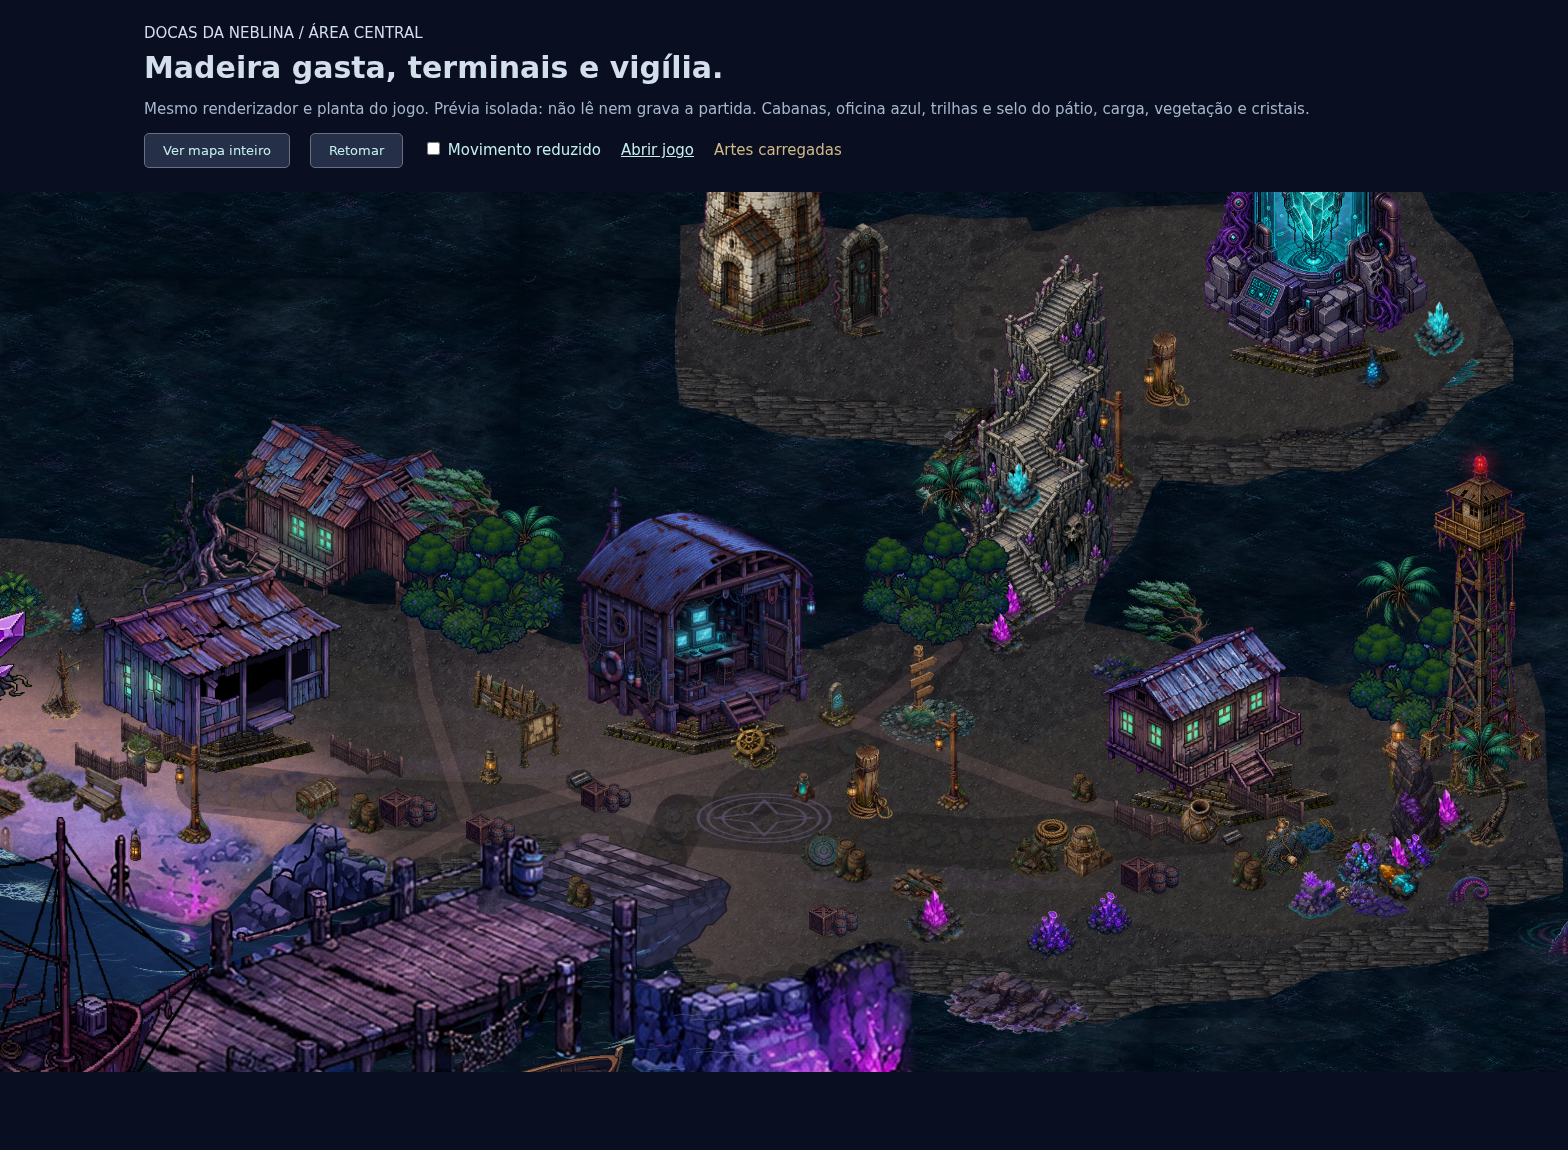 DOCAS DA NEBLINA / ÁREA CENTRAL
Madeira gasta, terminais e vigília.
Mesmo renderizador e planta do jogo. Prévia isolada: não lê nem grava a partida. Cabanas, oficina azul, trilhas e selo do pátio, carga, vegetação e cristais.
Ver mapa inteiro Retomar Movimento reduzido Abrir jogo Artes carregadas